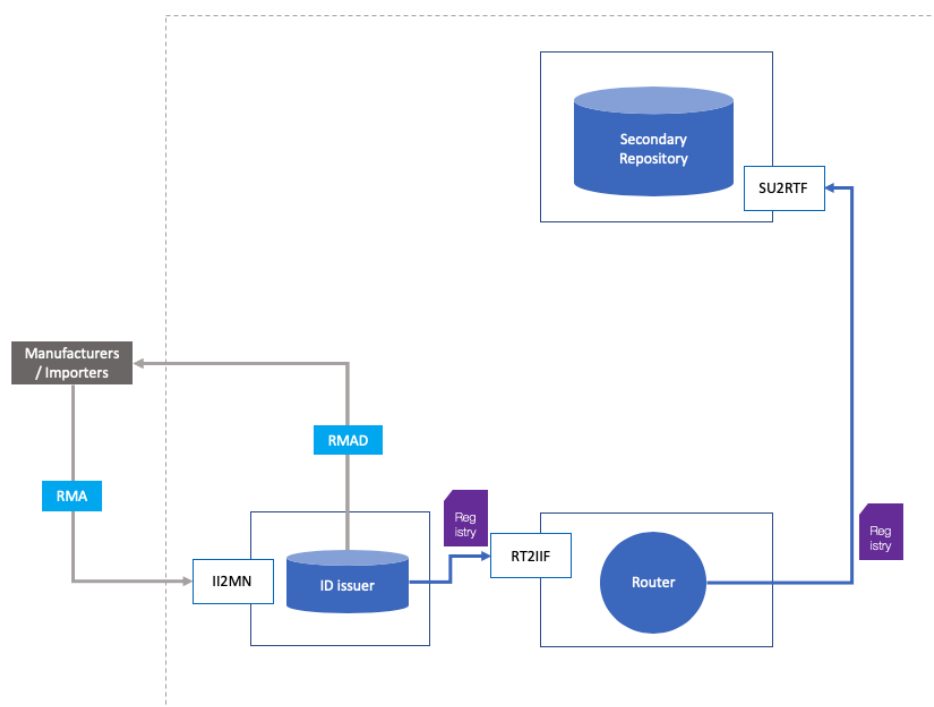 Secondary
Repository
SU2RTF
Manufacturers
/ Importers
RMAD
RMA
Reg
istry
RT2IIF
Reg
istry
II2MN
ID issuer
Router